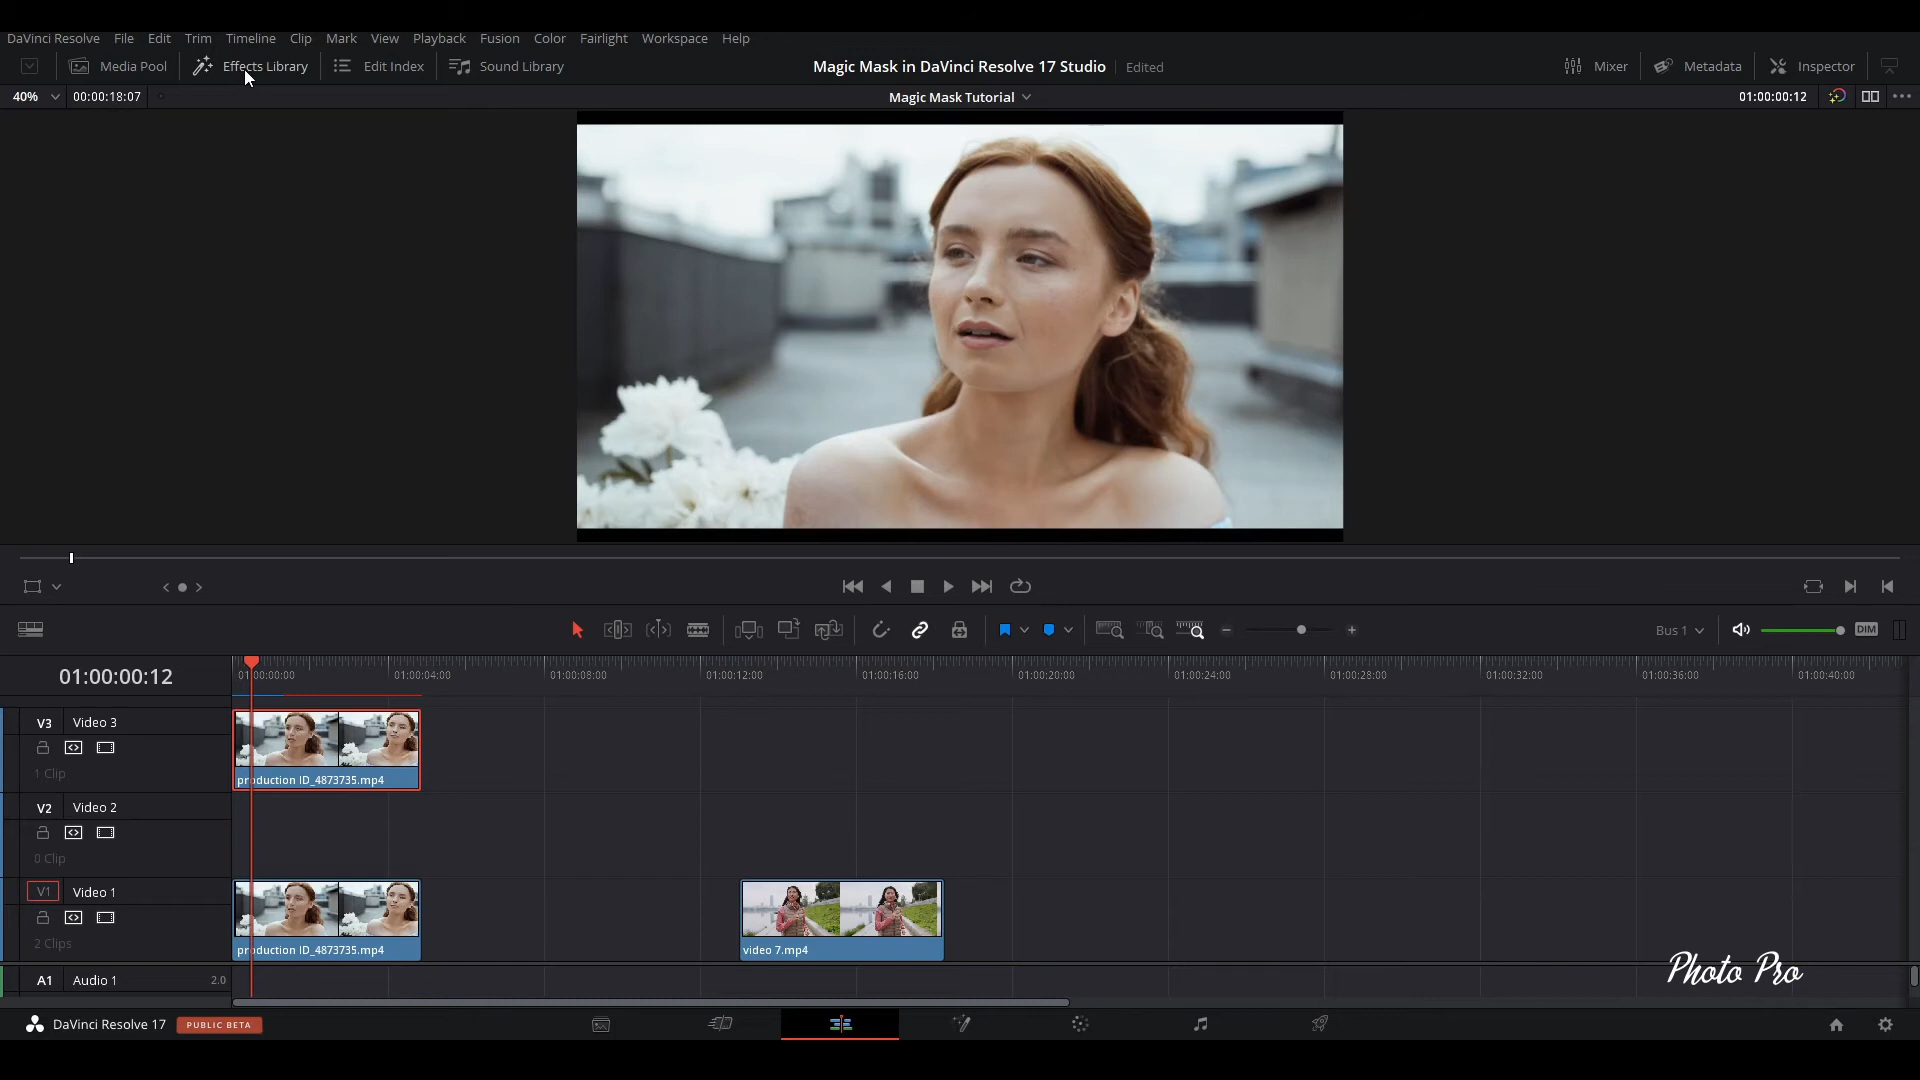 DaVinci Resolve File Edit Trim Timeline Clip Mark View Playback Fusion Color Fairlight Workspace Help
Media Pool Effects Library Edit Index Sound Library Magic Mask in DaVinci Resolve 17 Studio Edited Mixer Metadata Inspector
40% 00:00:18:07 Magic Mask Tutorial 01:00:00:12
Bus 1 DIM
01:00:00:12 01:00:00:00 01:00:04:00 01:00:08:00 01:00:12:00 01:00:16:00 01:00:20:00 01:00:24:00 01:00:28:00 01:00:32:00 01:00:36:00 01:00:40:00
V3 Video 3
1 Clip
production ID_4873735.mp4
V2 Video 2
0 Clip
V1 Video 1
2 Clips
production ID_4873735.mp4 video 7.mp4
Photo Pro
A1 Audio 1 2.0
DaVinci Resolve 17 PUBLIC BETA